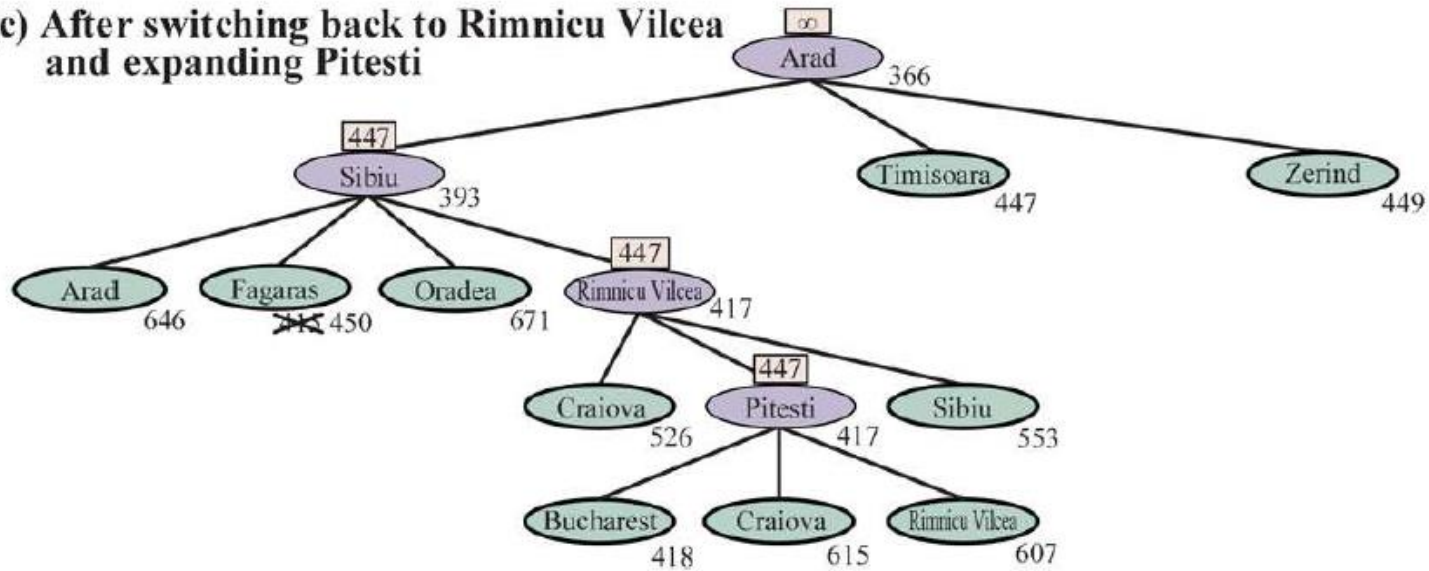 c) After switching back to Rimnicu Vilcea
and expanding Pitesti
∞
Arad
366
447
Sibiu
393
Timisoara
447
Zerind
449
447
Arad
646
Fagaras
415 450
Oradea
671
Rimnicu Vilcea
417
447
Craiova
526
Pitesti
417
Sibiu
553
Bucharest
418
Craiova
615
Rimnicu Vilcea
607